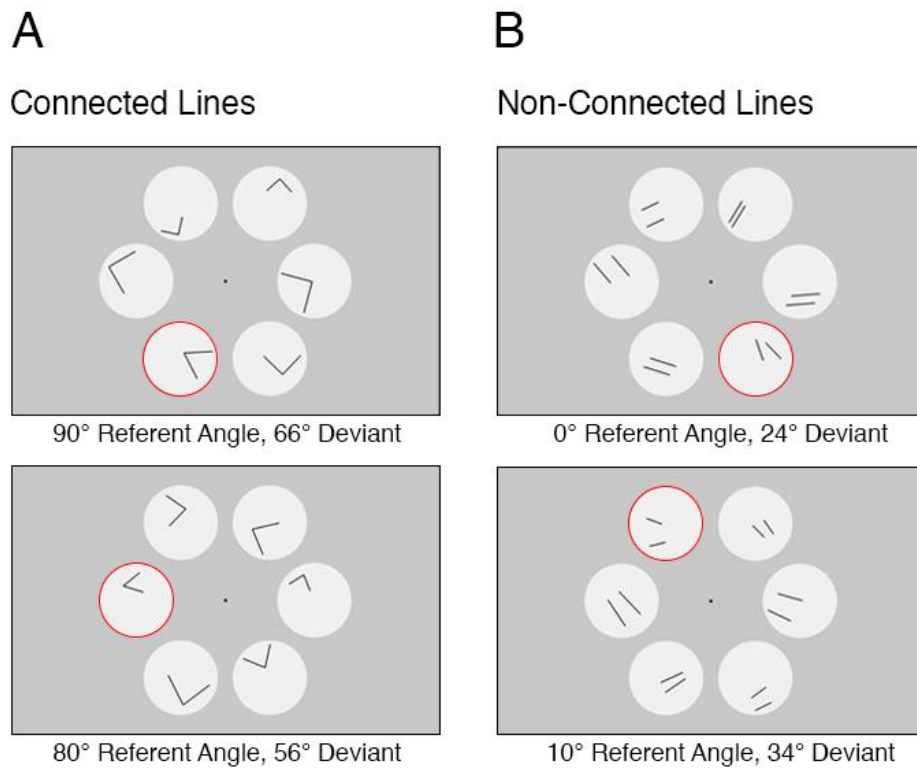 A
Connected Lines
90° Referent Angle, 66° Deviant
80° Referent Angle, 56° Deviant
B
Non-Connected Lines
0° Referent Angle, 24° Deviant
10° Referent Angle, 34° Deviant